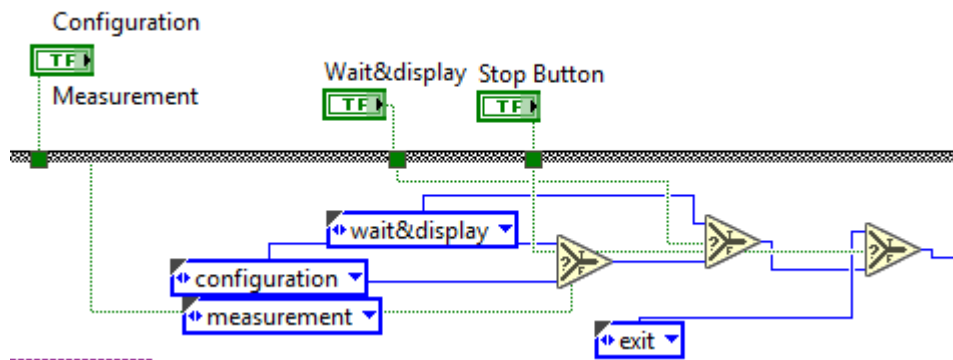 Configuration
TF
Measurement
Wait&display
TF
Stop Button
TF
wait&display
configuration
measurement
exit
? T F
? T F
? T F